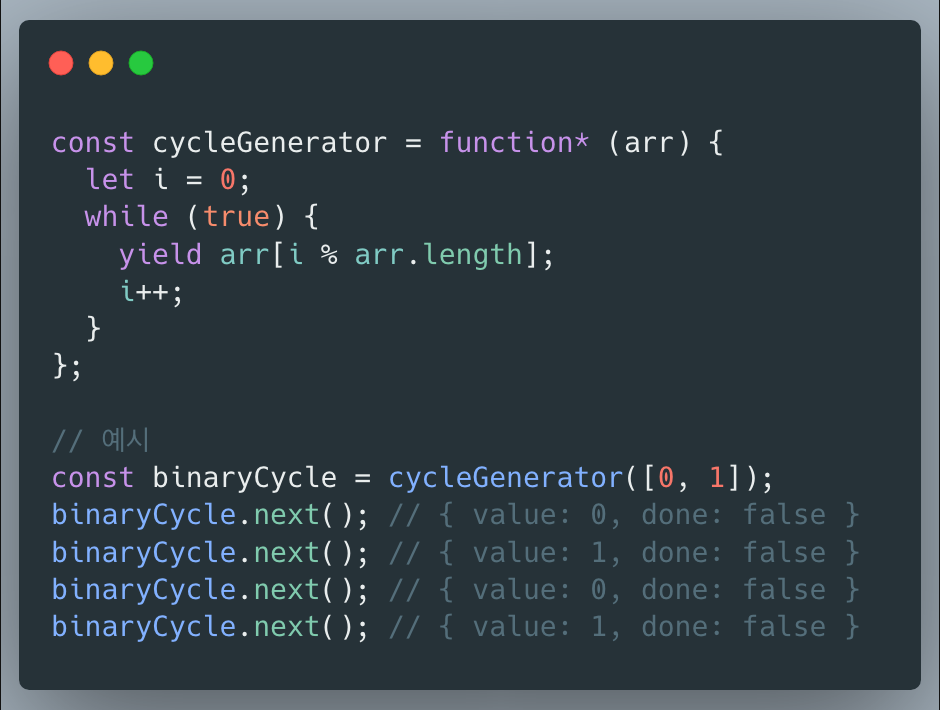 const cycleGenerator = function* (arr) {
  let i = 0;
  while (true) {
    yield arr[i % arr.length];
    i++;
  }
};

// 예시
const binaryCycle = cycleGenerator([0, 1]);
binaryCycle.next(); // { value: 0, done: false }
binaryCycle.next(); // { value: 1, done: false }
binaryCycle.next(); // { value: 0, done: false }
binaryCycle.next(); // { value: 1, done: false }